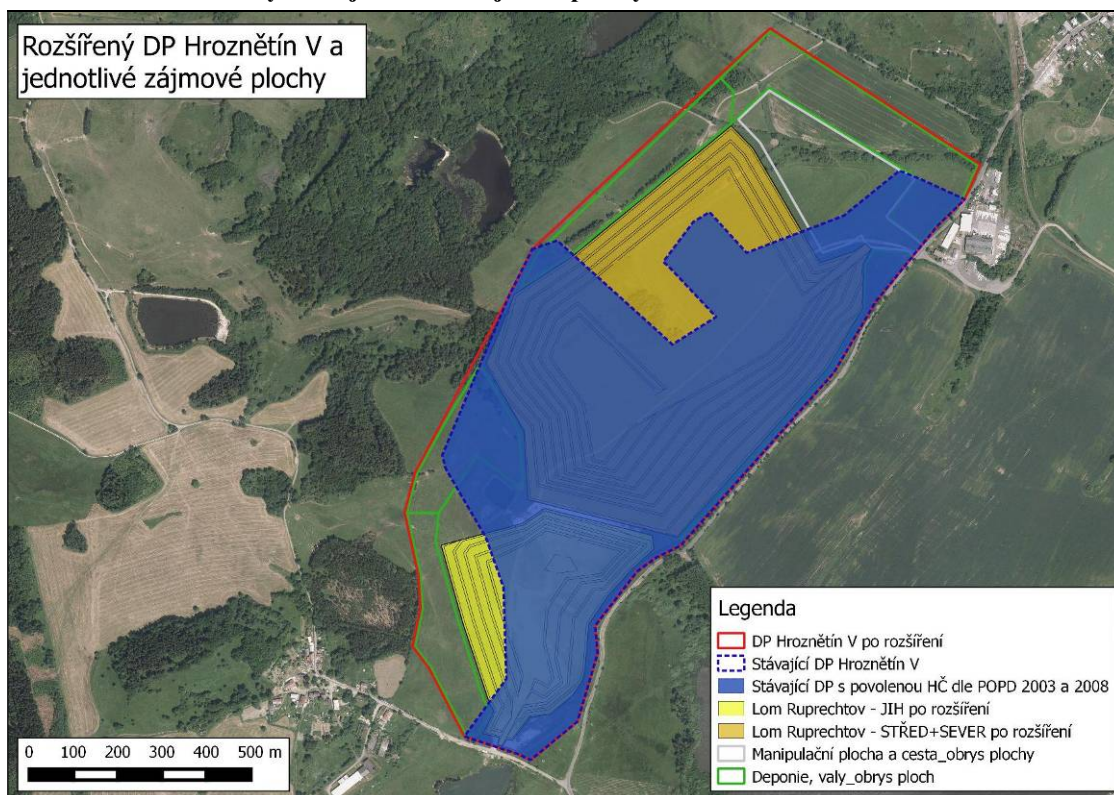 Rozšířený DP Hroznětín V a
jednotlivé zájmové plochy
Legenda
DP Hroznětín V po rozšíření
Stávající DP Hroznětín V
Stávající DP s povolenou HČ dle POPD 2003 a 2008
Lom Ruprechtov - JIH po rozšíření
Lom Ruprechtov - STŘED+SEVER po rozšíření
Manipulační plocha a cesta_obrys plochy
Deponie, valy_obrys ploch
0 100 200 300 400 500 m